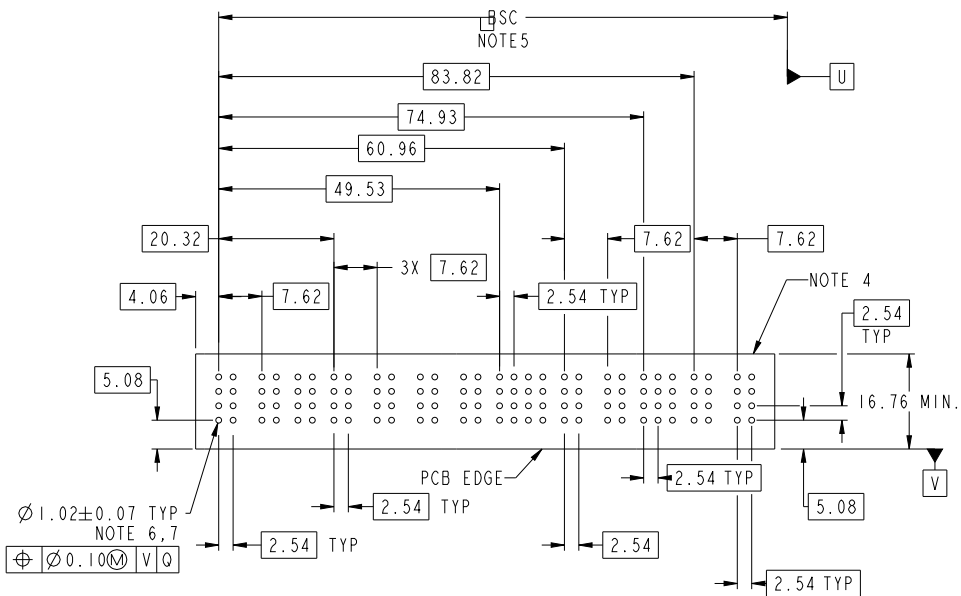 BSC
NOTE5
83.82
U
74.93
60.96
49.53
20.32
7.62
7.62
3X 7.62
NOTE 4
4.06
7.62
2.54 TYP
2.54
TYP
5.08
16.76 MIN.
PCB EDGE
2.54 TYP
V
Ø1.02±0.07 TYP
NOTE 6,7
2.54 TYP
5.08
⌖ Ø0.10Ⓜ V Q
2.54 TYP
2.54
2.54 TYP